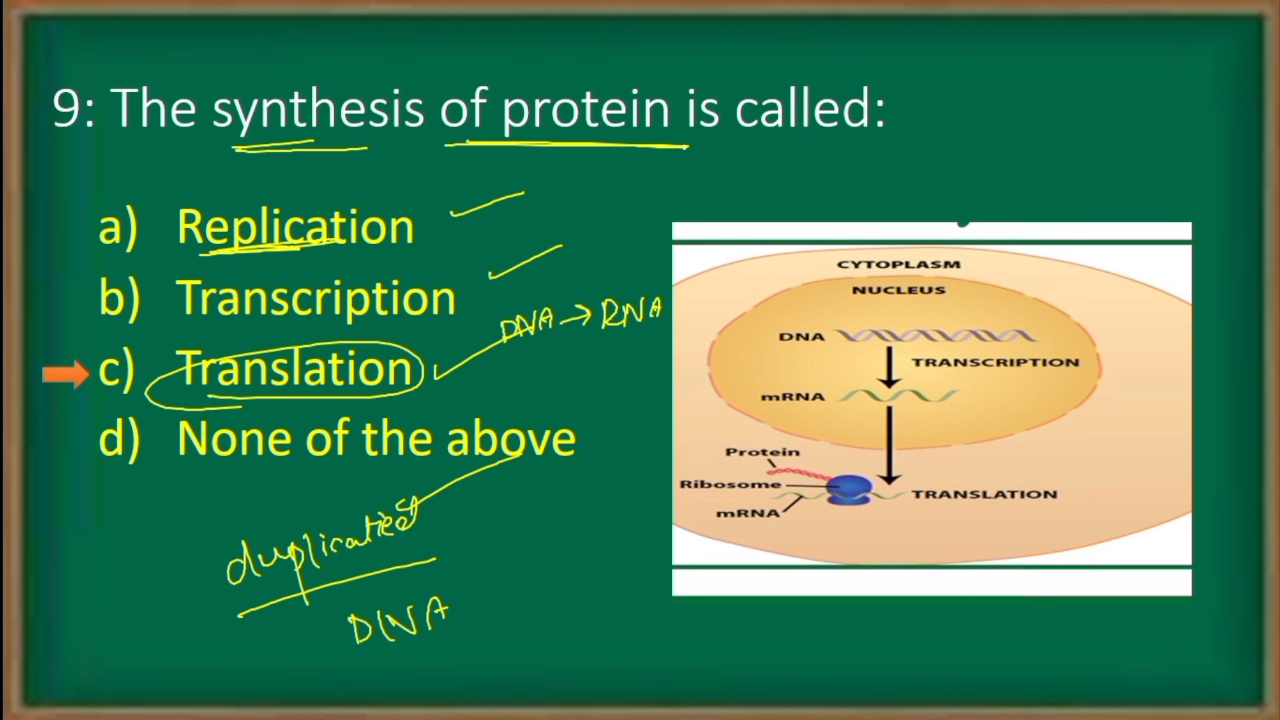 9: The synthesis of protein is called:
a) Replication
b) Transcription
DNA → RNA
c) Translation
d) None of the above
DNA
CYTOPLASM
NUCLEUS
DNA
TRANSCRIPTION
mRNA
Protein
Ribosome
TRANSLATION
mRNA